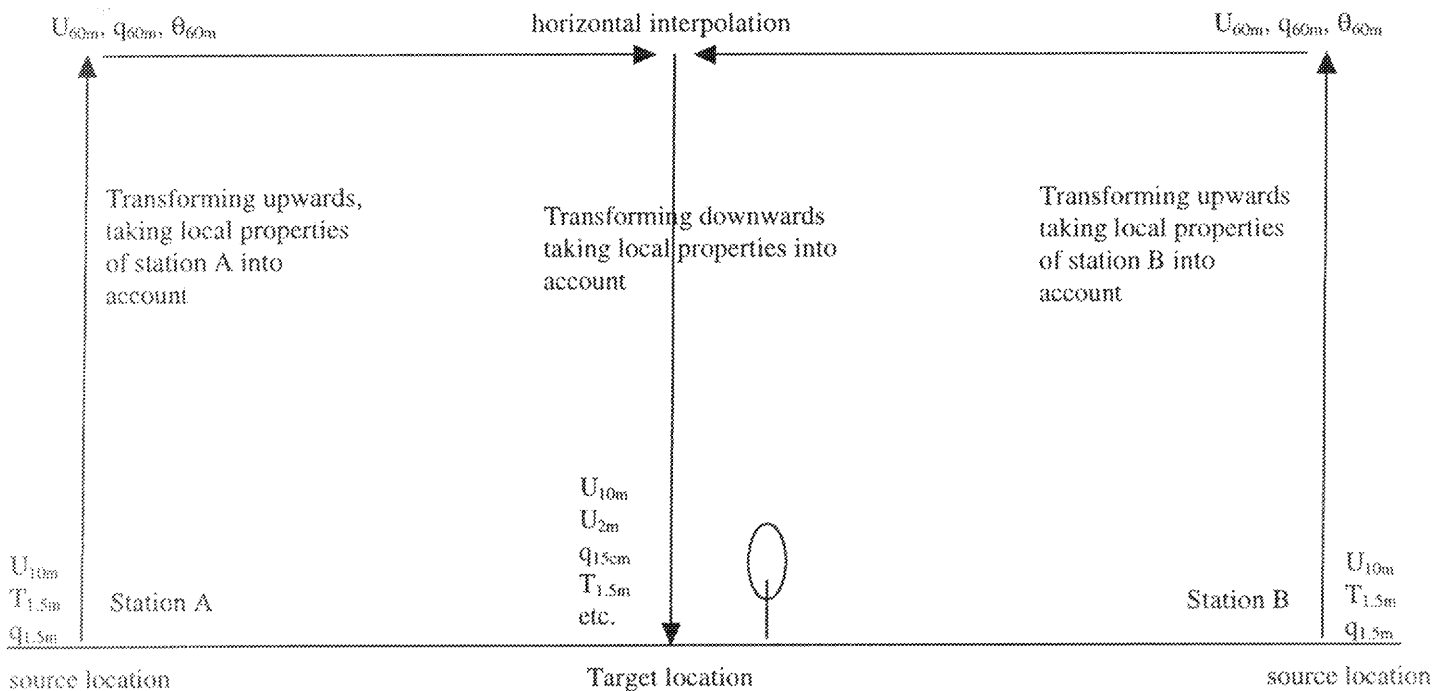 U60m, q60m, θ60m
horizontal interpolation
U60m, q60m, θ60m
Transforming upwards,
taking local properties
of station A into
account
Transforming downwards
taking local properties into
account
Transforming upwards
taking local properties
of station B into
account
U10m
T1.5m
q1.5m
Station A
U10m
U2m
q15cm
T1.5m
etc.
Station B
U10m
T1.5m
q1.5m
source location
Target location
source location